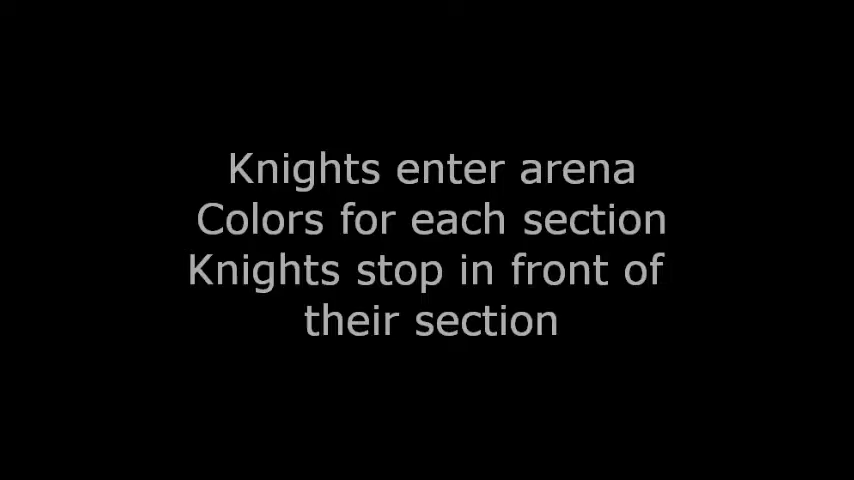 Knights enter arena
Colors for each section
Knights stop in front of
their section